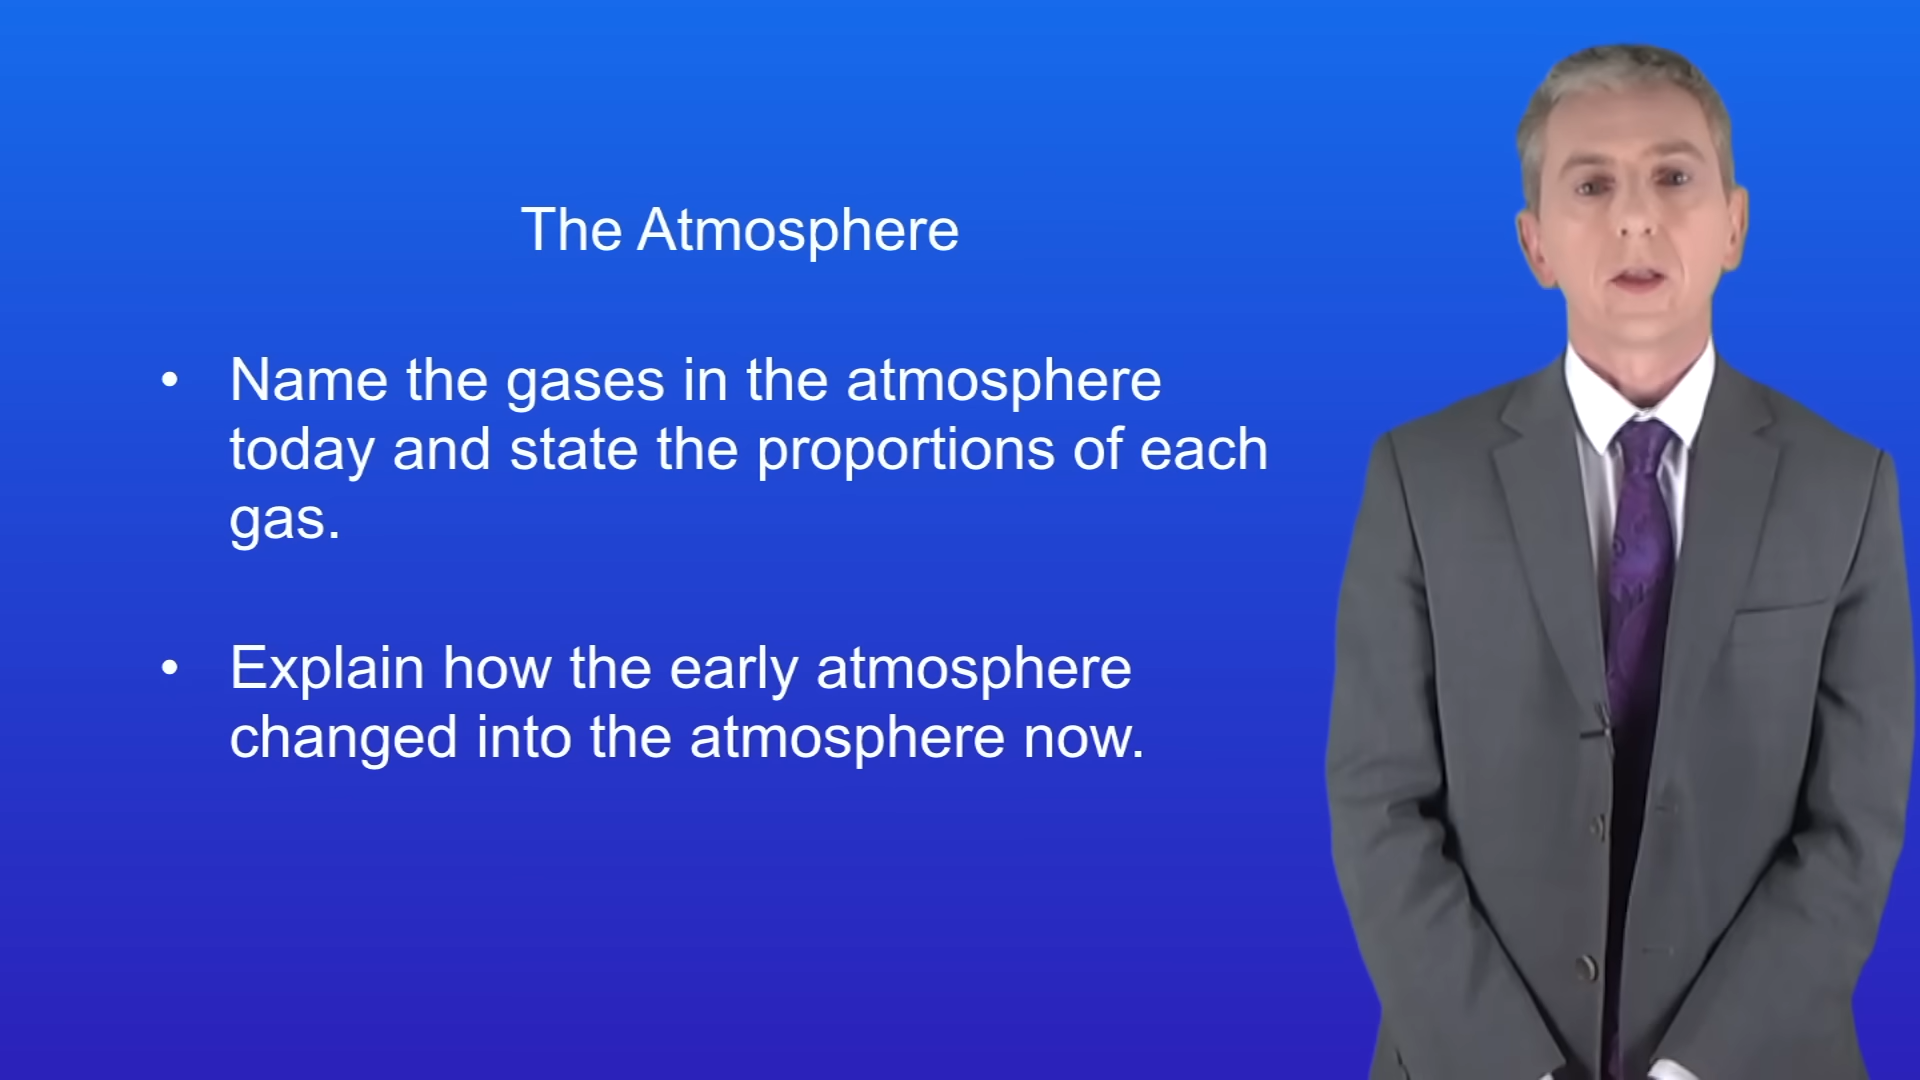 The Atmosphere
• Name the gases in the atmosphere
today and state the proportions of each
gas.
• Explain how the early atmosphere
changed into the atmosphere now.